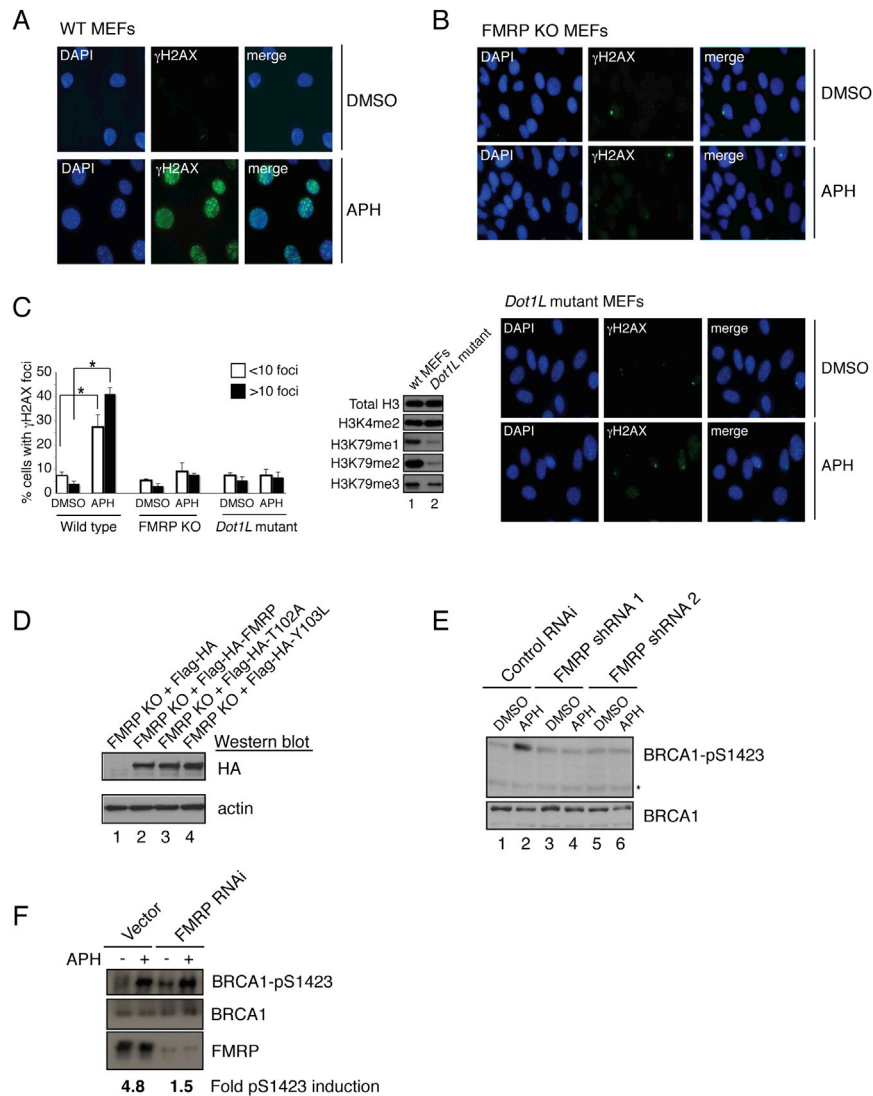 A
WT MEFs
DAPI
γH2AX
merge
DMSO
DAPI
γH2AX
merge
APH
B
FMRP KO MEFs
DAPI
γH2AX
merge
DMSO
DAPI
γH2AX
merge
APH
C
% cells with γH2AX foci
50
40
30
20
10
0
*
*
<10 foci
>10 foci
DMSO APH DMSO APH DMSO APH
Wild type FMRP KO Dot1L mutant
wt MEFs
Dot1L mutant
Total H3
H3K4me2
H3K79me1
H3K79me2
H3K79me3
1 2
Dot1L mutant MEFs
DAPI
γH2AX
merge
DMSO
DAPI
γH2AX
merge
APH
D
FMRP KO + Flag-HA
FMRP KO + Flag-HA-FMRP
FMRP KO + Flag-HA-T102A
FMRP KO + Flag-HA-Y103L
Western blot
HA
actin
1 2 3 4
E
Control RNAi
FMRP shRNA 1
FMRP shRNA 2
DMSO APH DMSO APH DMSO APH
BRCA1-pS1423
*
BRCA1
1 2 3 4 5 6
F
Vector
FMRP RNAi
APH - + - +
BRCA1-pS1423
BRCA1
FMRP
4.8 1.5 Fold pS1423 induction